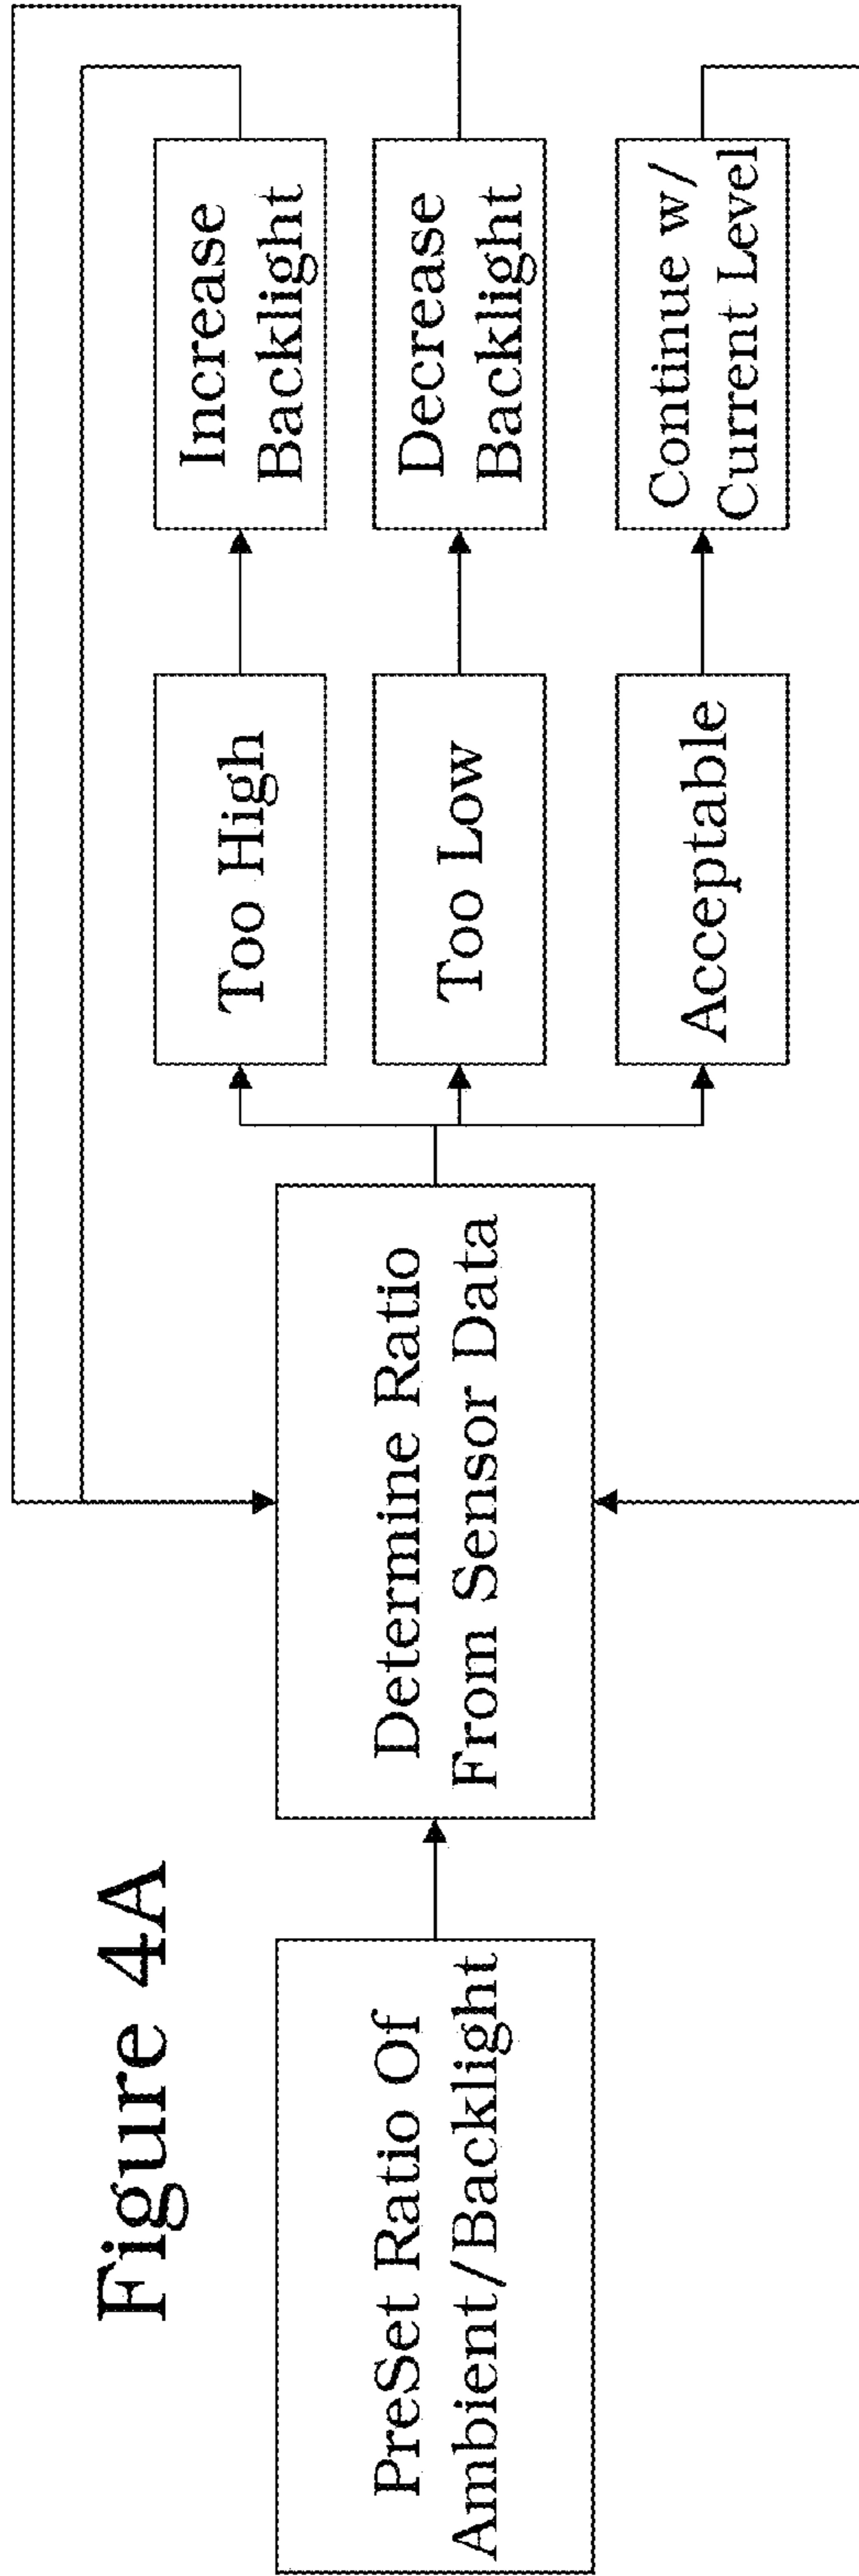 Figure 4A
PreSet Ratio Of
Ambient/Backlight
Determine Ratio
From Sensor Data
Too High
Too Low
Acceptable
Increase
Backlight
Decrease
Backlight
Continue w/
Current Level